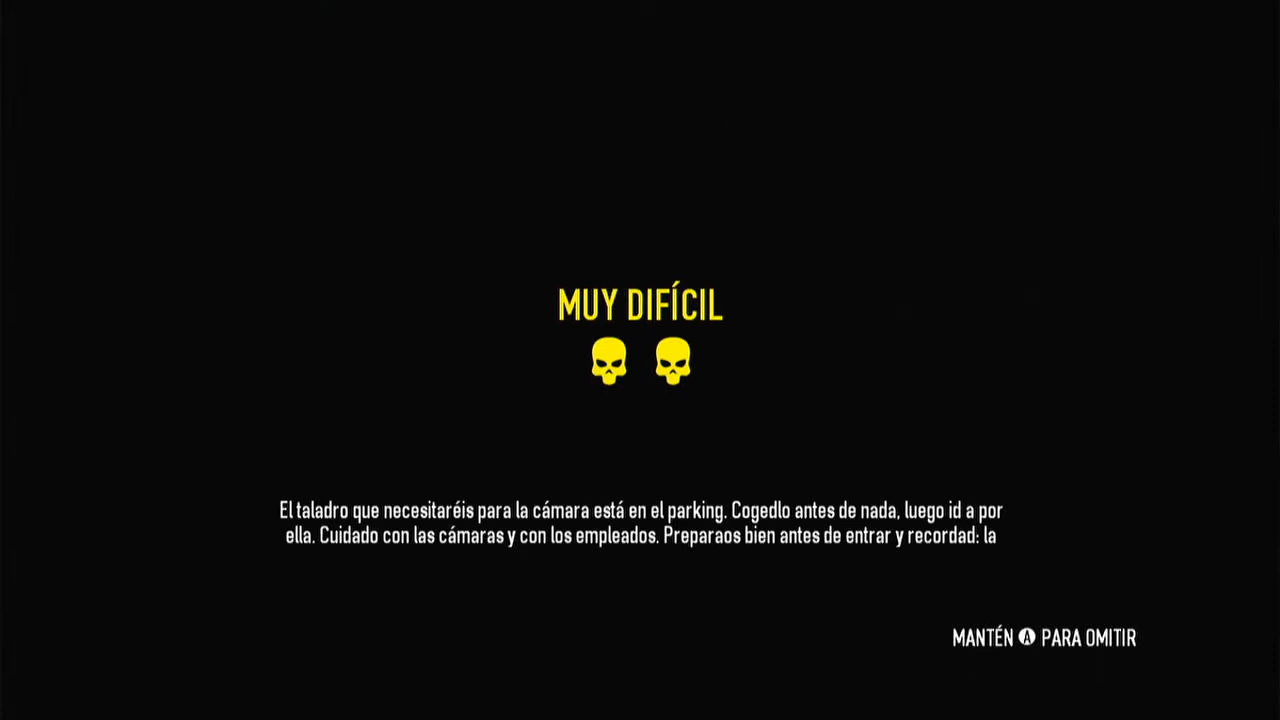 MUY DIFÍCIL
El taladro que necesitaréis para la cámara está en el parking. Cogedlo antes de nada, luego id a por
ella. Cuidado con las cámaras y con los empleados. Preparaos bien antes de entrar y recordad: la
MANTÉN A PARA OMITIR